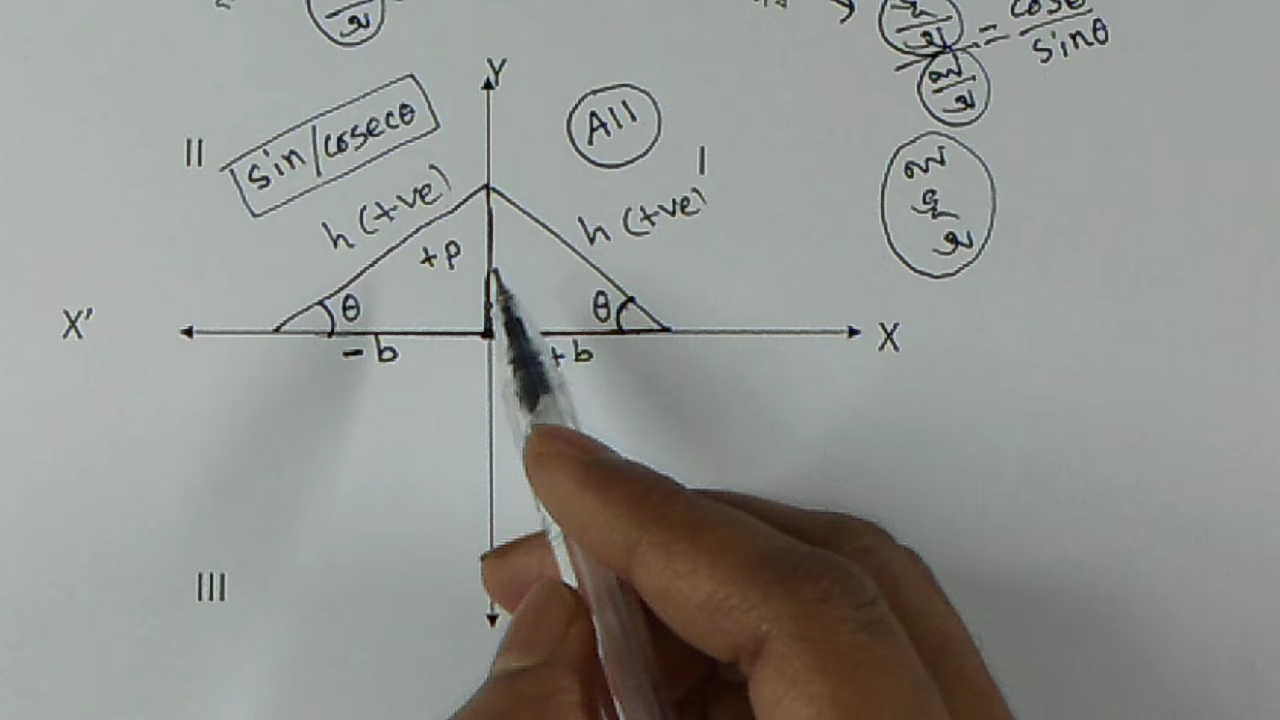 cosθ
sinθ
=
Y
All
sin/cosecθ
II
I
h (+ve)
h (+ve)
+p
θ
θ
X'
X
-b
+b
III